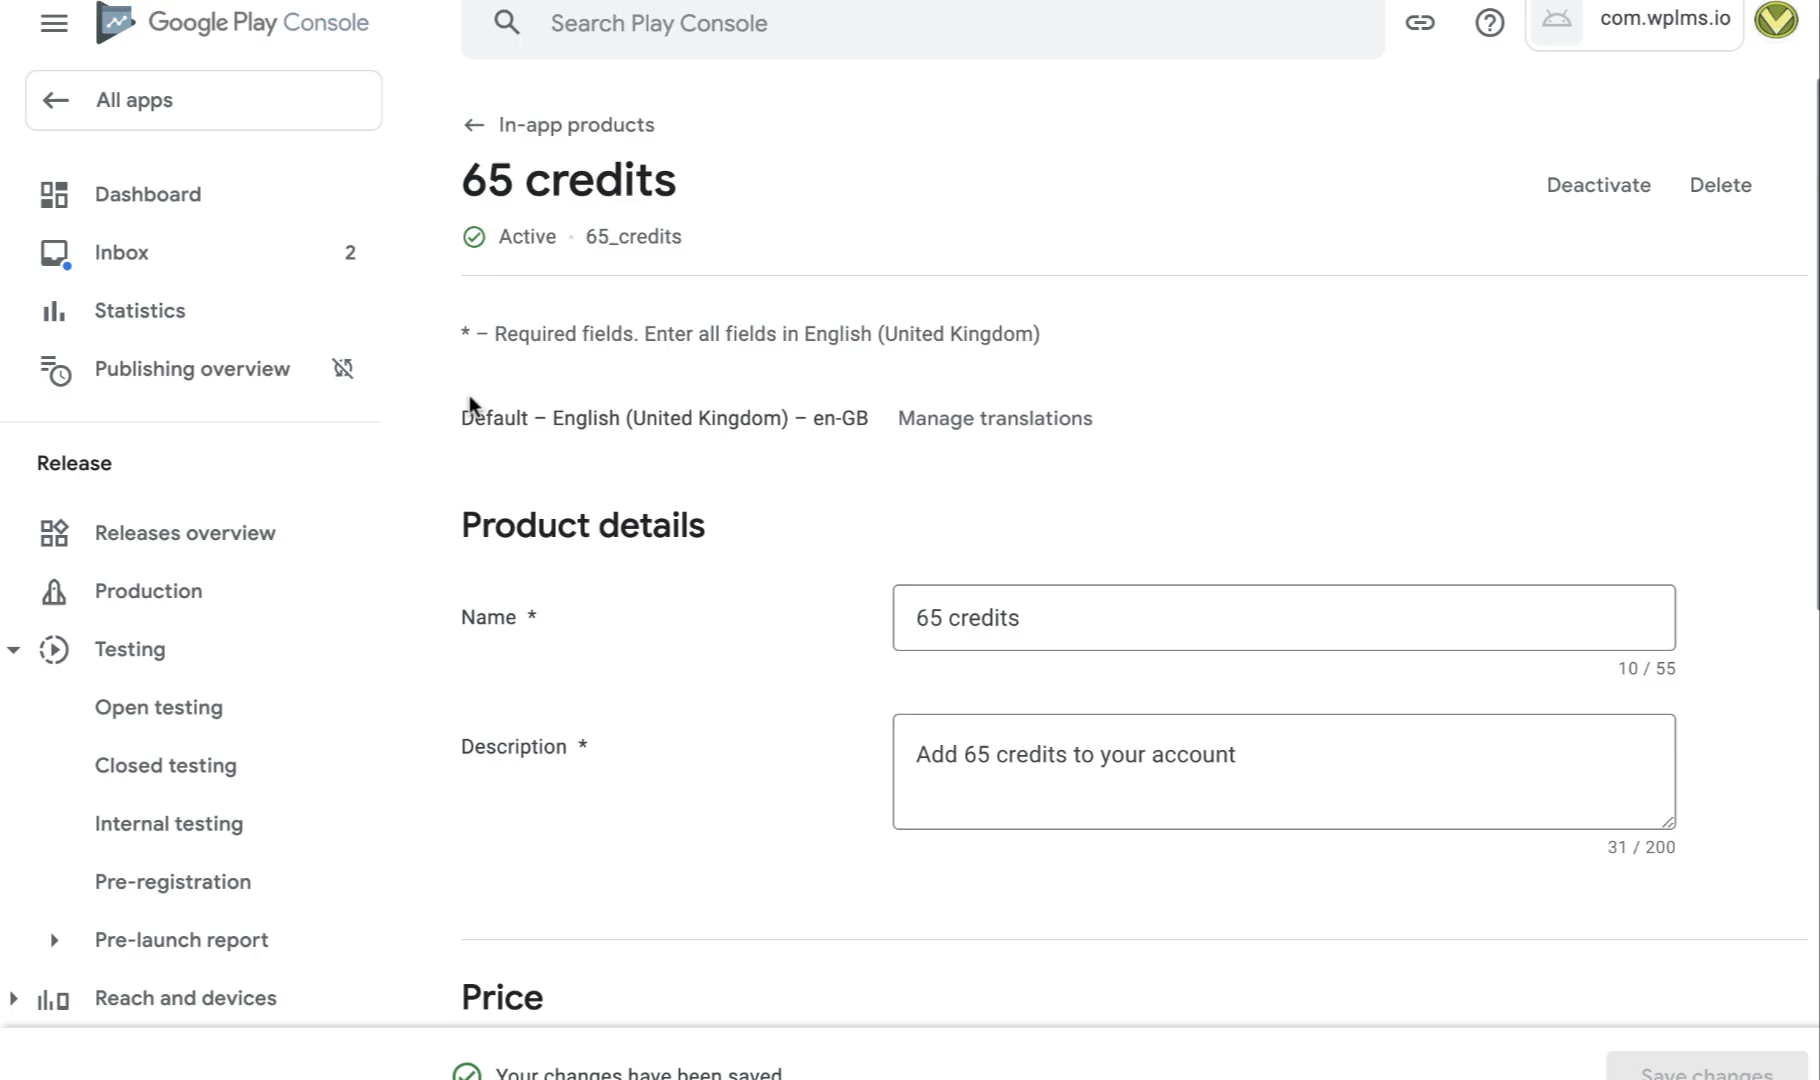 Google Play Console
Search Play Console
com.wplms.io
All apps
Dashboard
Inbox
2
Statistics
Publishing overview
Release
Releases overview
Production
Testing
Open testing
Closed testing
Internal testing
Pre-registration
Pre-launch report
Reach and devices
In-app products
65 credits
Deactivate
Delete
Active
65_credits
* – Required fields. Enter all fields in English (United Kingdom)
Default – English (United Kingdom) – en-GB
Manage translations
Product details
Name *
65 credits
10 / 55
Description *
Add 65 credits to your account
31 / 200
Price
Your changes have been saved
Save changes